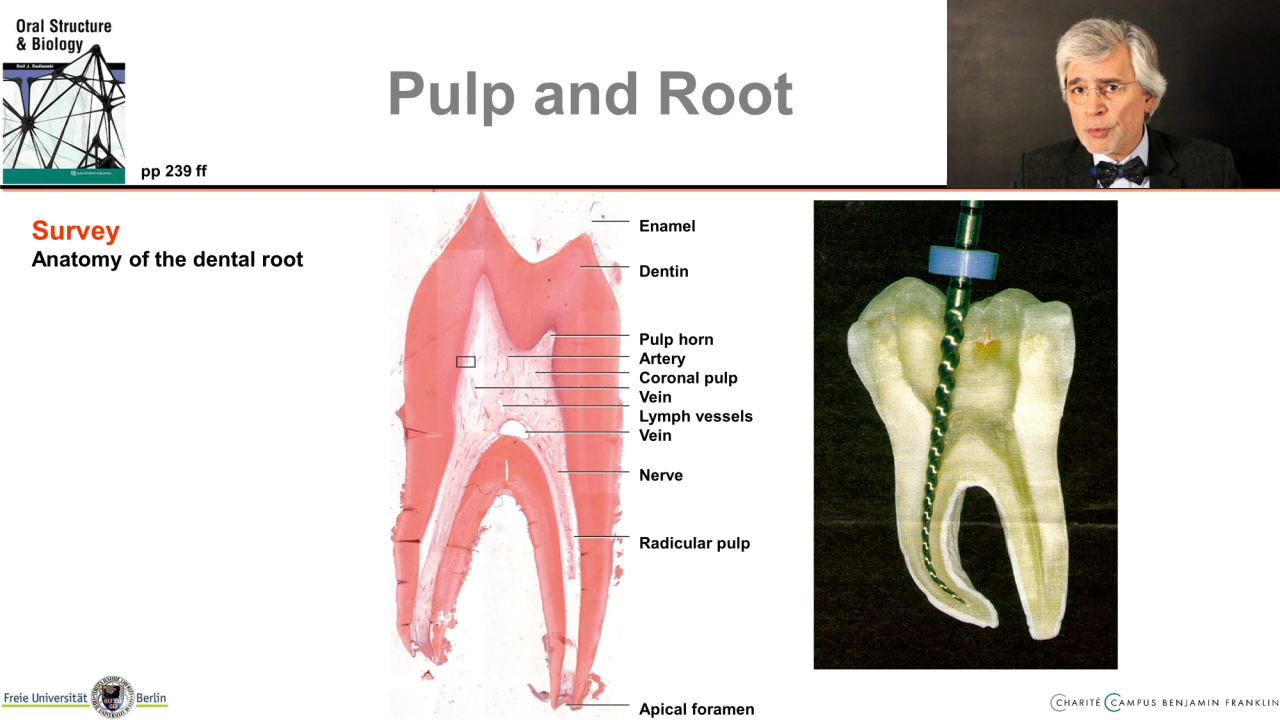 Oral Structure
& Biology
Ralf J. Radlanski
pp 239 ff
Pulp and Root
Survey
Anatomy of the dental root
Enamel
Dentin
Pulp horn
Artery
Coronal pulp
Vein
Lymph vessels
Vein
Nerve
Radicular pulp
Apical foramen
Freie Universität Berlin
CHARITÉ CAMPUS BENJAMIN FRANKLIN